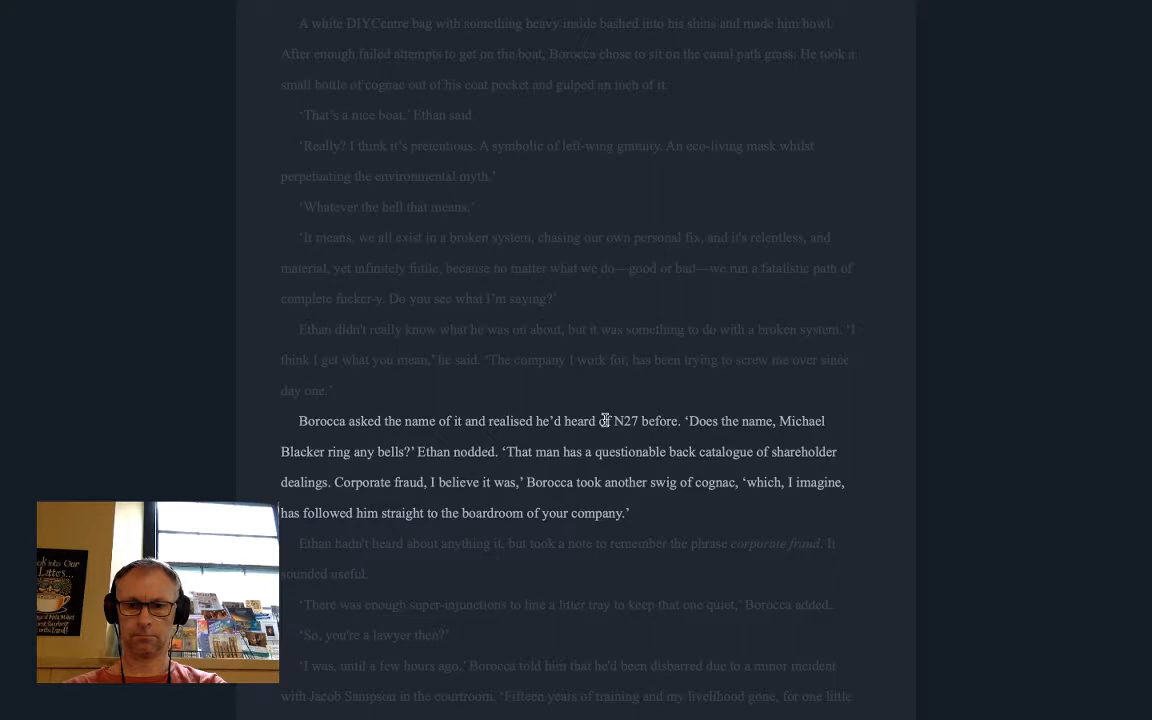 A white DIYCentre bag with something heavy inside bashed into his shins and made him howl.
After enough failed attempts to get on the boat, Borocca chose to sit on the canal path grass. He took a
small bottle of cognac out of his coat pocket and gulped an inch of it.
‘That’s a nice boat.’ Ethan said.
‘Really? I think it’s pretentious. A symbolic of left-wing gratuity. An eco-living mask whilst
perpetuating the environmental myth.’
‘Whatever the hell that means.’
‘It means, we all exist in a broken system, chasing our own personal fix, and it's relentless, and
material, yet infinitely futile, because no matter what we do—good or bad—we run a fatalistic path of
complete fucker-y. Do you see what I’m saying?’
Ethan didn't really know what he was on about, but it was something to do with a broken system. ‘I
think I get what you mean,’ he said. ‘The company I work for, has been trying to screw me over since
day one.’
Borocca asked the name of it and realised he’d heard of N27 before. ‘Does the name, Michael
Blacker ring any bells?’ Ethan nodded. ‘That man has a questionable back catalogue of shareholder
dealings. Corporate fraud, I believe it was,’ Borocca took another swig of cognac, ‘which, I imagine,
has followed him straight to the boardroom of your company.’
Ethan hadn't heard about anything it, but took a note to remember the phrase corporate fraud. It
sounded useful.
‘There was enough super-injunctions to line a litter tray to keep that one quiet,’ Borocca added.
‘So, you're a lawyer then?’
‘I was, until a few hours ago.’ Borocca told him that he'd been disbarred due to a minor incident
with Jacob Sampson in the courtroom. ‘Fifteen years of training and my livelihood gone, for one little
Our
Lattes...